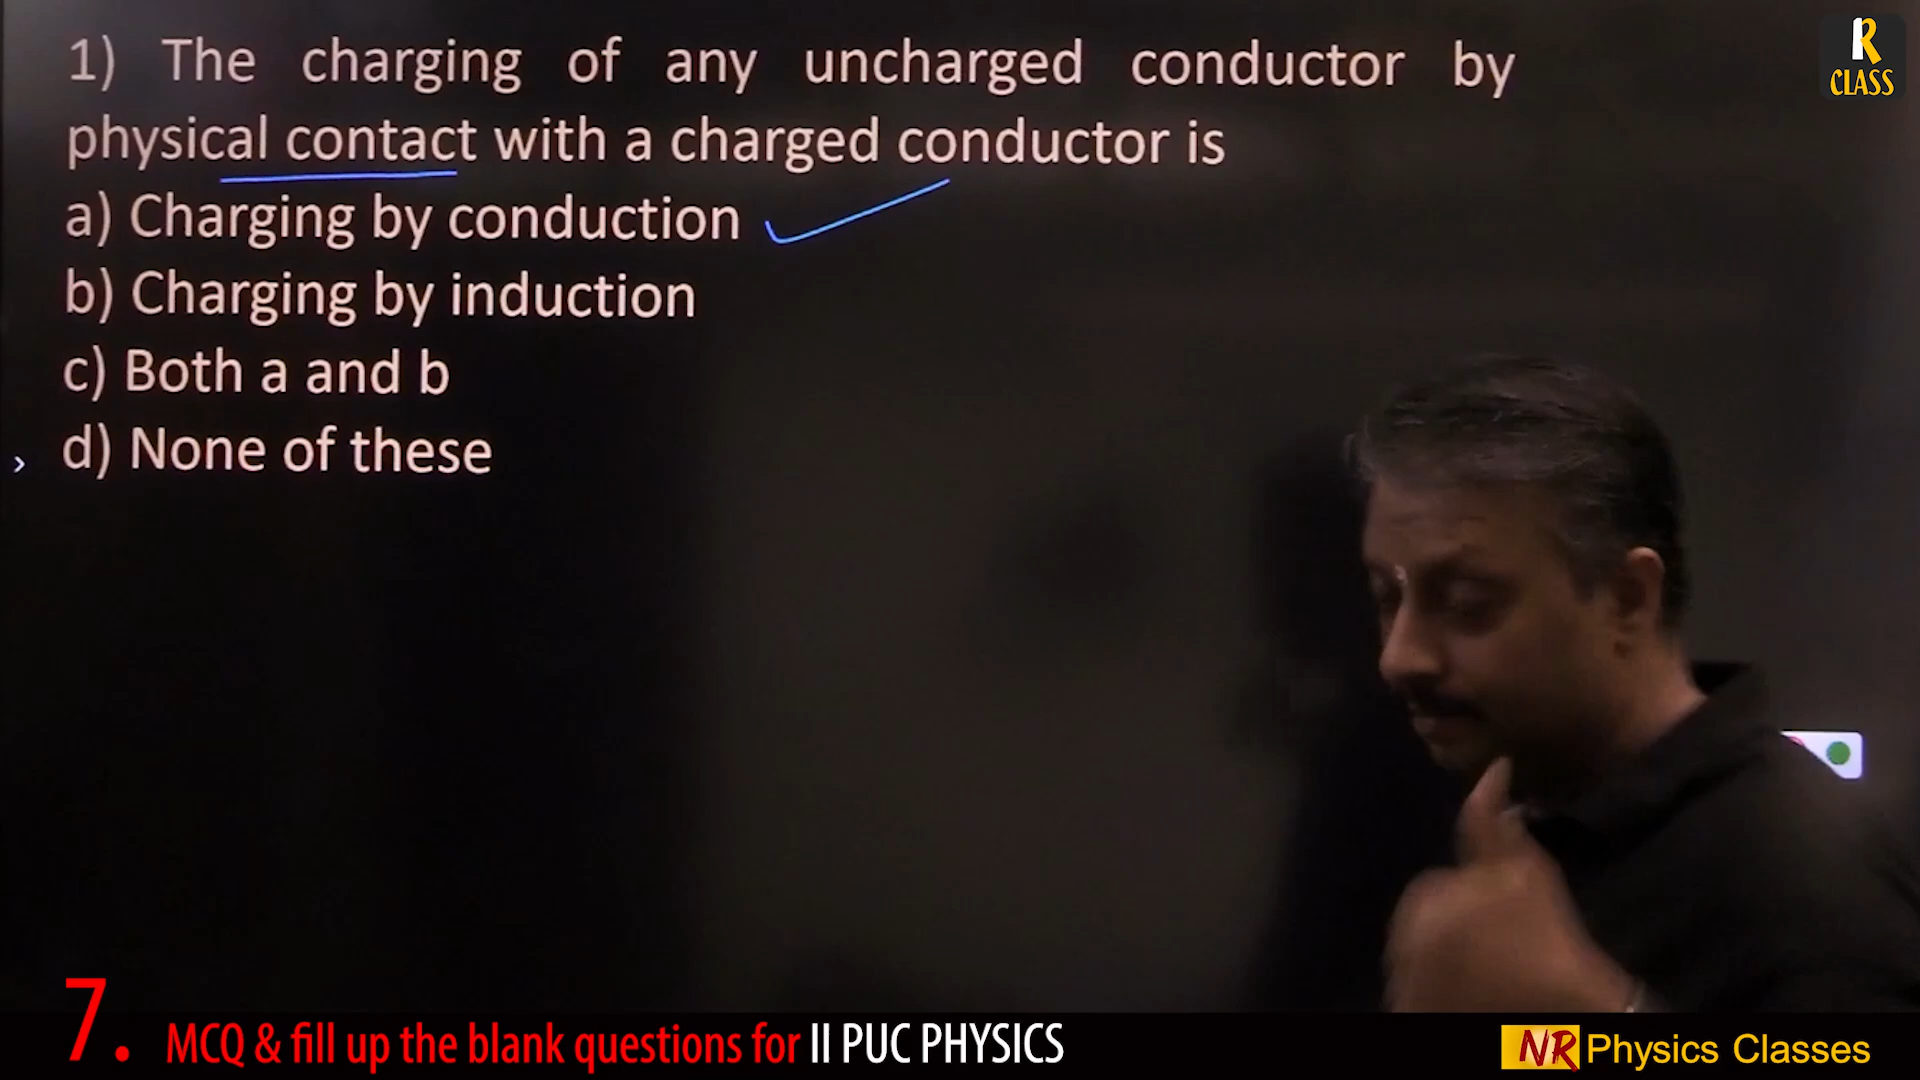 R
CLASS
1) The charging of any uncharged conductor by
physical contact with a charged conductor is
a) Charging by conduction
b) Charging by induction
c) Both a and b
d) None of these
7. MCQ & fill up the blank questions for II PUC PHYSICS
NR Physics Classes